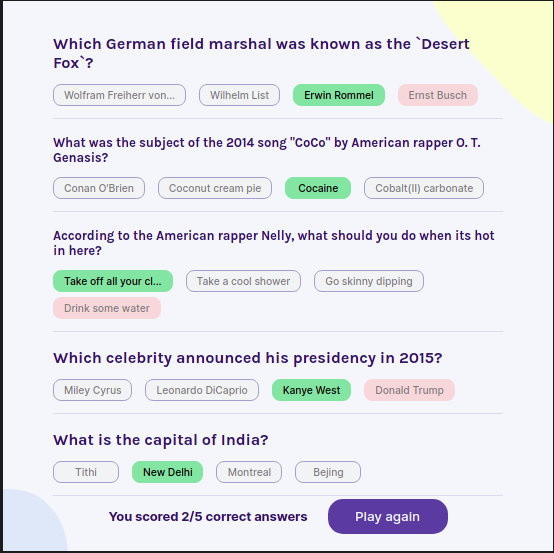 Which German field marshal was known as the `Desert
Fox`?
Wolfram Freiherr von... Wilhelm List Erwin Rommel Ernst Busch
What was the subject of the 2014 song "CoCo" by American rapper O. T.
Genasis?
Conan O'Brien Coconut cream pie Cocaine Cobalt(II) carbonate
According to the American rapper Nelly, what should you do when its hot
in here?
Take off all your cl... Take a cool shower Go skinny dipping
Drink some water
Which celebrity announced his presidency in 2015?
Miley Cyrus Leonardo DiCaprio Kanye West Donald Trump
What is the capital of India?
Tithi New Delhi Montreal Bejing
You scored 2/5 correct answers Play again